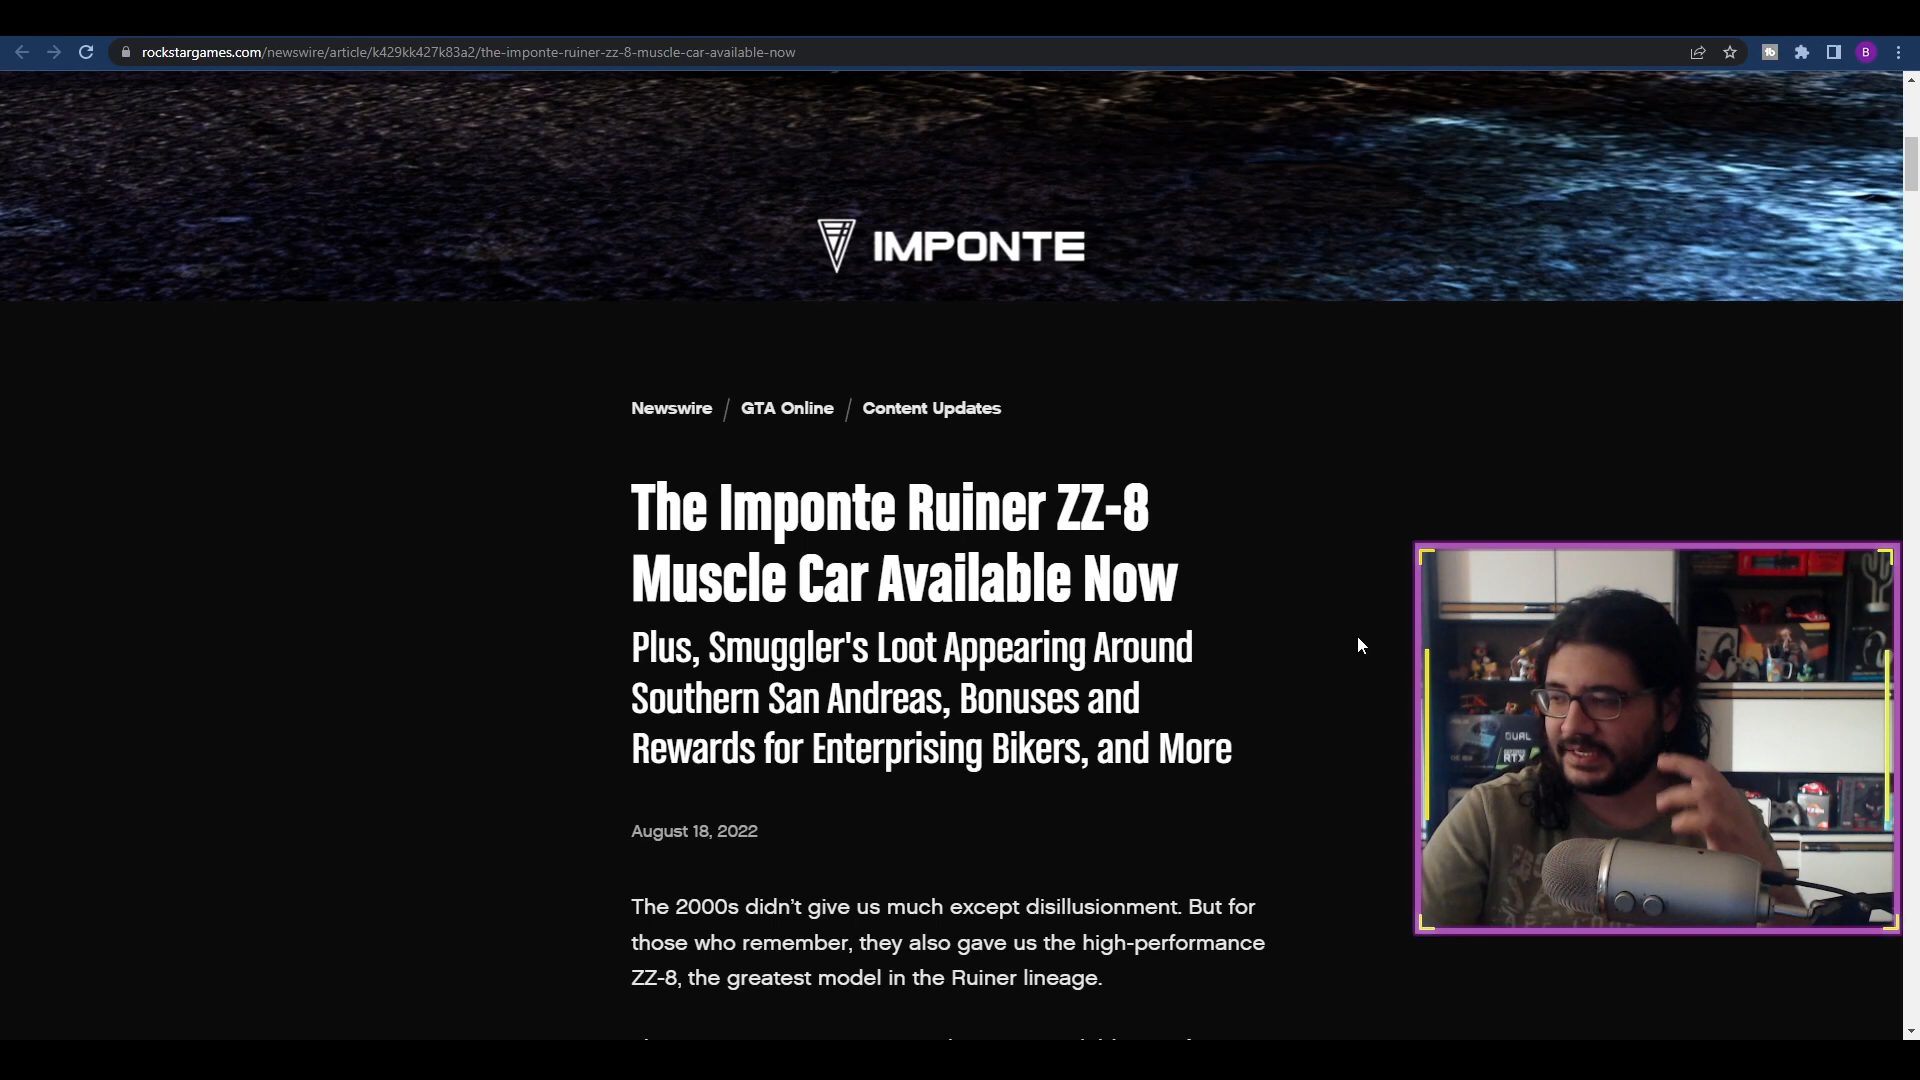 rockstargames.com/newswire/article/k429kk427k83a2/the-imponte-ruiner-zz-8-muscle-car-available-now
B
IMPONTE
Newswire / GTA Online / Content Updates
The Imponte Ruiner ZZ-8
Muscle Car Available Now
Plus, Smuggler's Loot Appearing Around
Southern San Andreas, Bonuses and
Rewards for Enterprising Bikers, and More
DUAL
RTX
August 18, 2022
The 2000s didn't give us much except disillusionment. But for
those who remember, they also gave us the high-performance
ZZ-8, the greatest model in the Ruiner lineage.